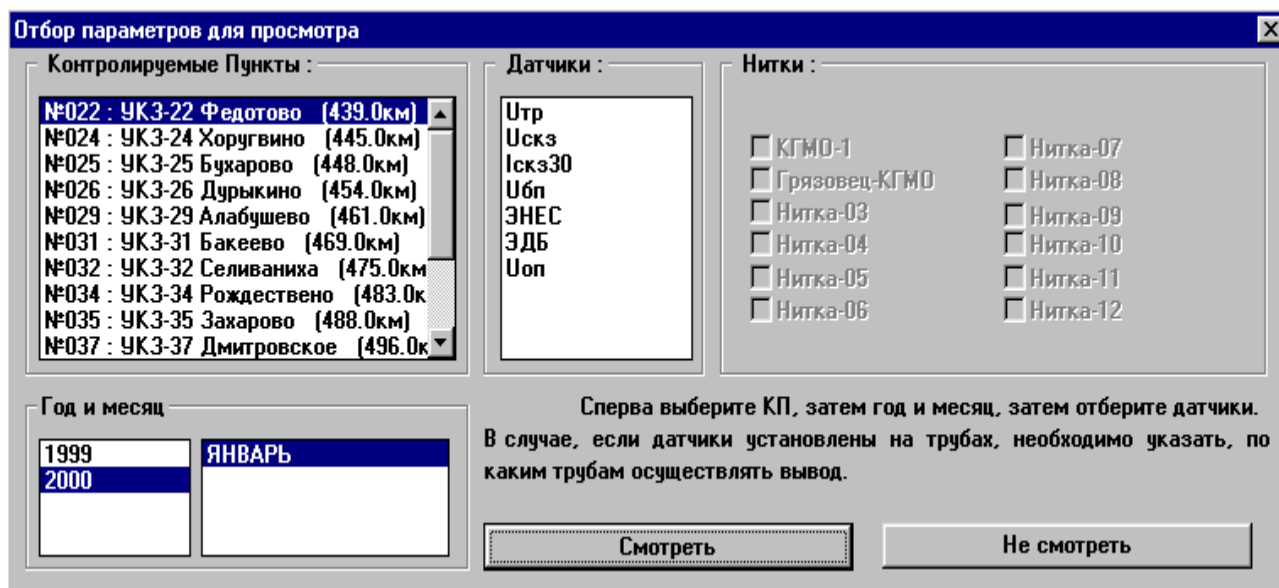 Отбор параметров для просмотра
Контролируемые Пункты :
№022 : УКЗ-22 Федотово (439.0км)
№024 : УКЗ-24 Хоругвино (445.0км)
№025 : УКЗ-25 Бухарово (448.0км)
№026 : УКЗ-26 Дурыкино (454.0км)
№029 : УКЗ-29 Алабушево (461.0км)
№031 : УКЗ-31 Бакеево (469.0км)
№032 : УКЗ-32 Селиваниха (475.0км
№034 : УКЗ-34 Рождествено (483.0к
№035 : УКЗ-35 Захарово (488.0км)
№037 : УКЗ-37 Дмитровское (496.0к
Датчики :
Uтр
Uскз
Iскз30
Uбп
ЭНЕС
ЭДБ
Uоп
Нитки :
КГМО-1
Грязовец-КГМО
Нитка-03
Нитка-04
Нитка-05
Нитка-06
Нитка-07
Нитка-08
Нитка-09
Нитка-10
Нитка-11
Нитка-12
Год и месяц
1999
2000
ЯНВАРЬ
Сперва выберите КП, затем год и месяц, затем отберите датчики.
В случае, если датчики установлены на трубах, необходимо указать, по
каким трубам осуществлять вывод.
Смотреть
Не смотреть